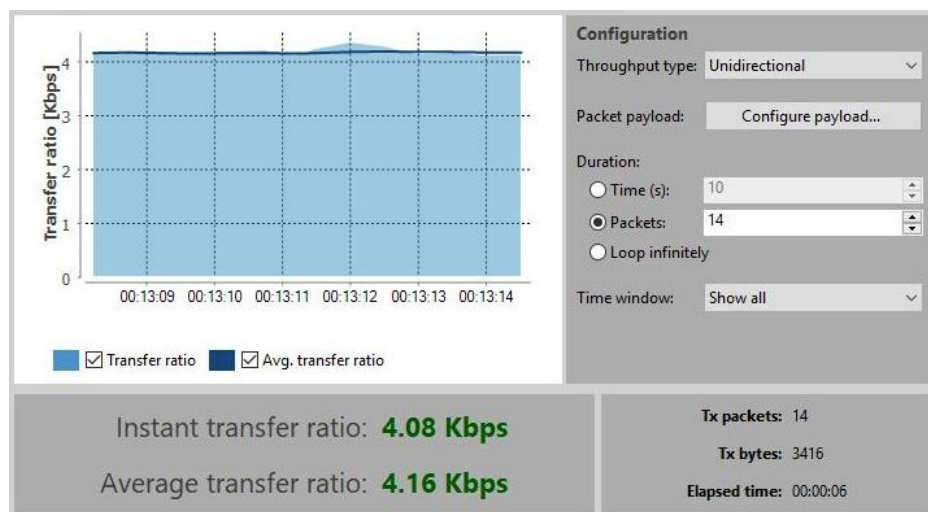 Transfer ratio [Kbps]
4
3
2
1
0
00:13:09 00:13:10 00:13:11 00:13:12 00:13:13 00:13:14
Transfer ratio Avg. transfer ratio
Configuration
Throughput type: Unidirectional
Packet payload: Configure payload...
Duration:
Time (s): 10
Packets: 14
Loop infinitely
Time window: Show all
Instant transfer ratio: 4.08 Kbps
Average transfer ratio: 4.16 Kbps
Tx packets: 14
Tx bytes: 3416
Elapsed time: 00:00:06